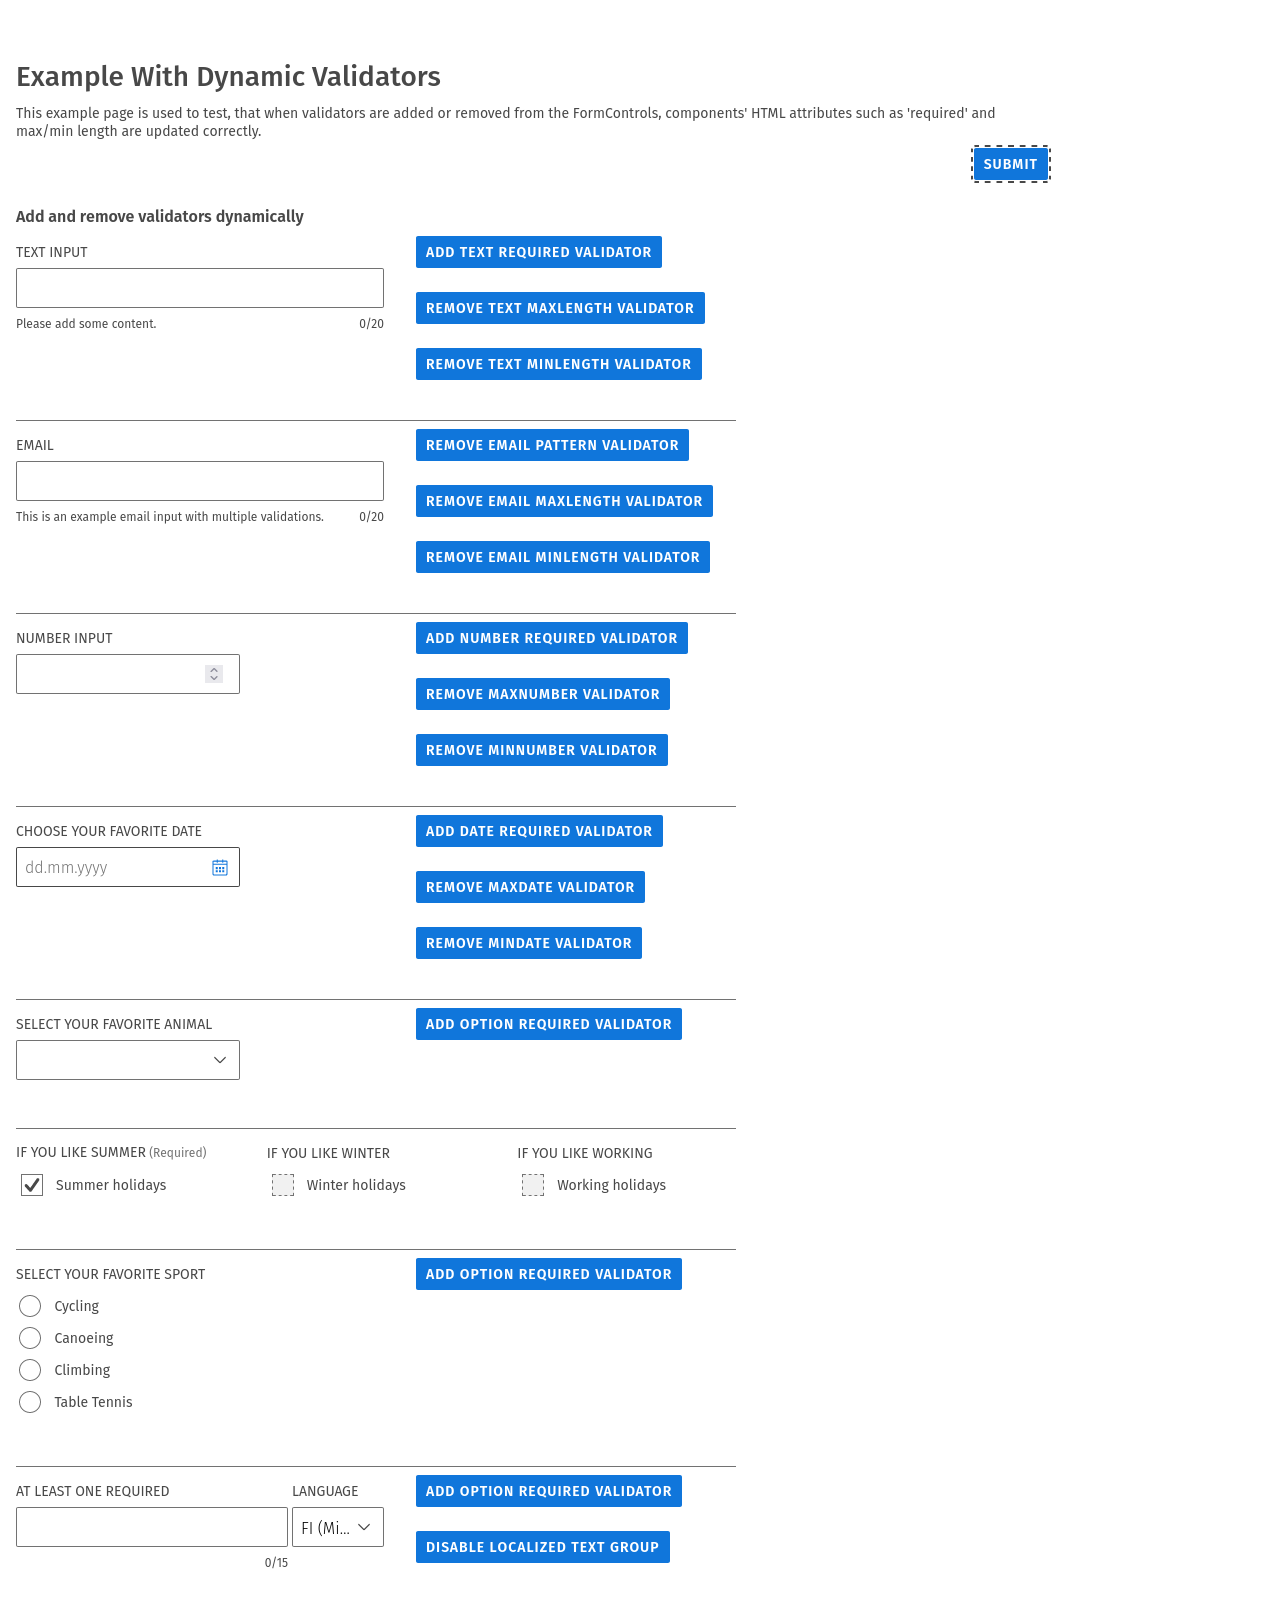 Example With Dynamic Validators
This example page is used to test, that when validators are added or removed from the FormControls, components' HTML attributes such as 'required' and
max/min length are updated correctly.
SUBMIT
Add and remove validators dynamically
TEXT INPUT
ADD TEXT REQUIRED VALIDATOR
REMOVE TEXT MAXLENGTH VALIDATOR
Please add some content. 0/20
REMOVE TEXT MINLENGTH VALIDATOR
EMAIL
REMOVE EMAIL PATTERN VALIDATOR
REMOVE EMAIL MAXLENGTH VALIDATOR
This is an example email input with multiple validations. 0/20
REMOVE EMAIL MINLENGTH VALIDATOR
NUMBER INPUT
ADD NUMBER REQUIRED VALIDATOR
REMOVE MAXNUMBER VALIDATOR
REMOVE MINNUMBER VALIDATOR
CHOOSE YOUR FAVORITE DATE
ADD DATE REQUIRED VALIDATOR
dd.mm.yyyy
REMOVE MAXDATE VALIDATOR
REMOVE MINDATE VALIDATOR
SELECT YOUR FAVORITE ANIMAL
ADD OPTION REQUIRED VALIDATOR
IF YOU LIKE SUMMER (Required)
IF YOU LIKE WINTER
IF YOU LIKE WORKING
Summer holidays
Winter holidays
Working holidays
SELECT YOUR FAVORITE SPORT
ADD OPTION REQUIRED VALIDATOR
Cycling
Canoeing
Climbing
Table Tennis
AT LEAST ONE REQUIRED
LANGUAGE
ADD OPTION REQUIRED VALIDATOR
FI (Mi...
DISABLE LOCALIZED TEXT GROUP
0/15